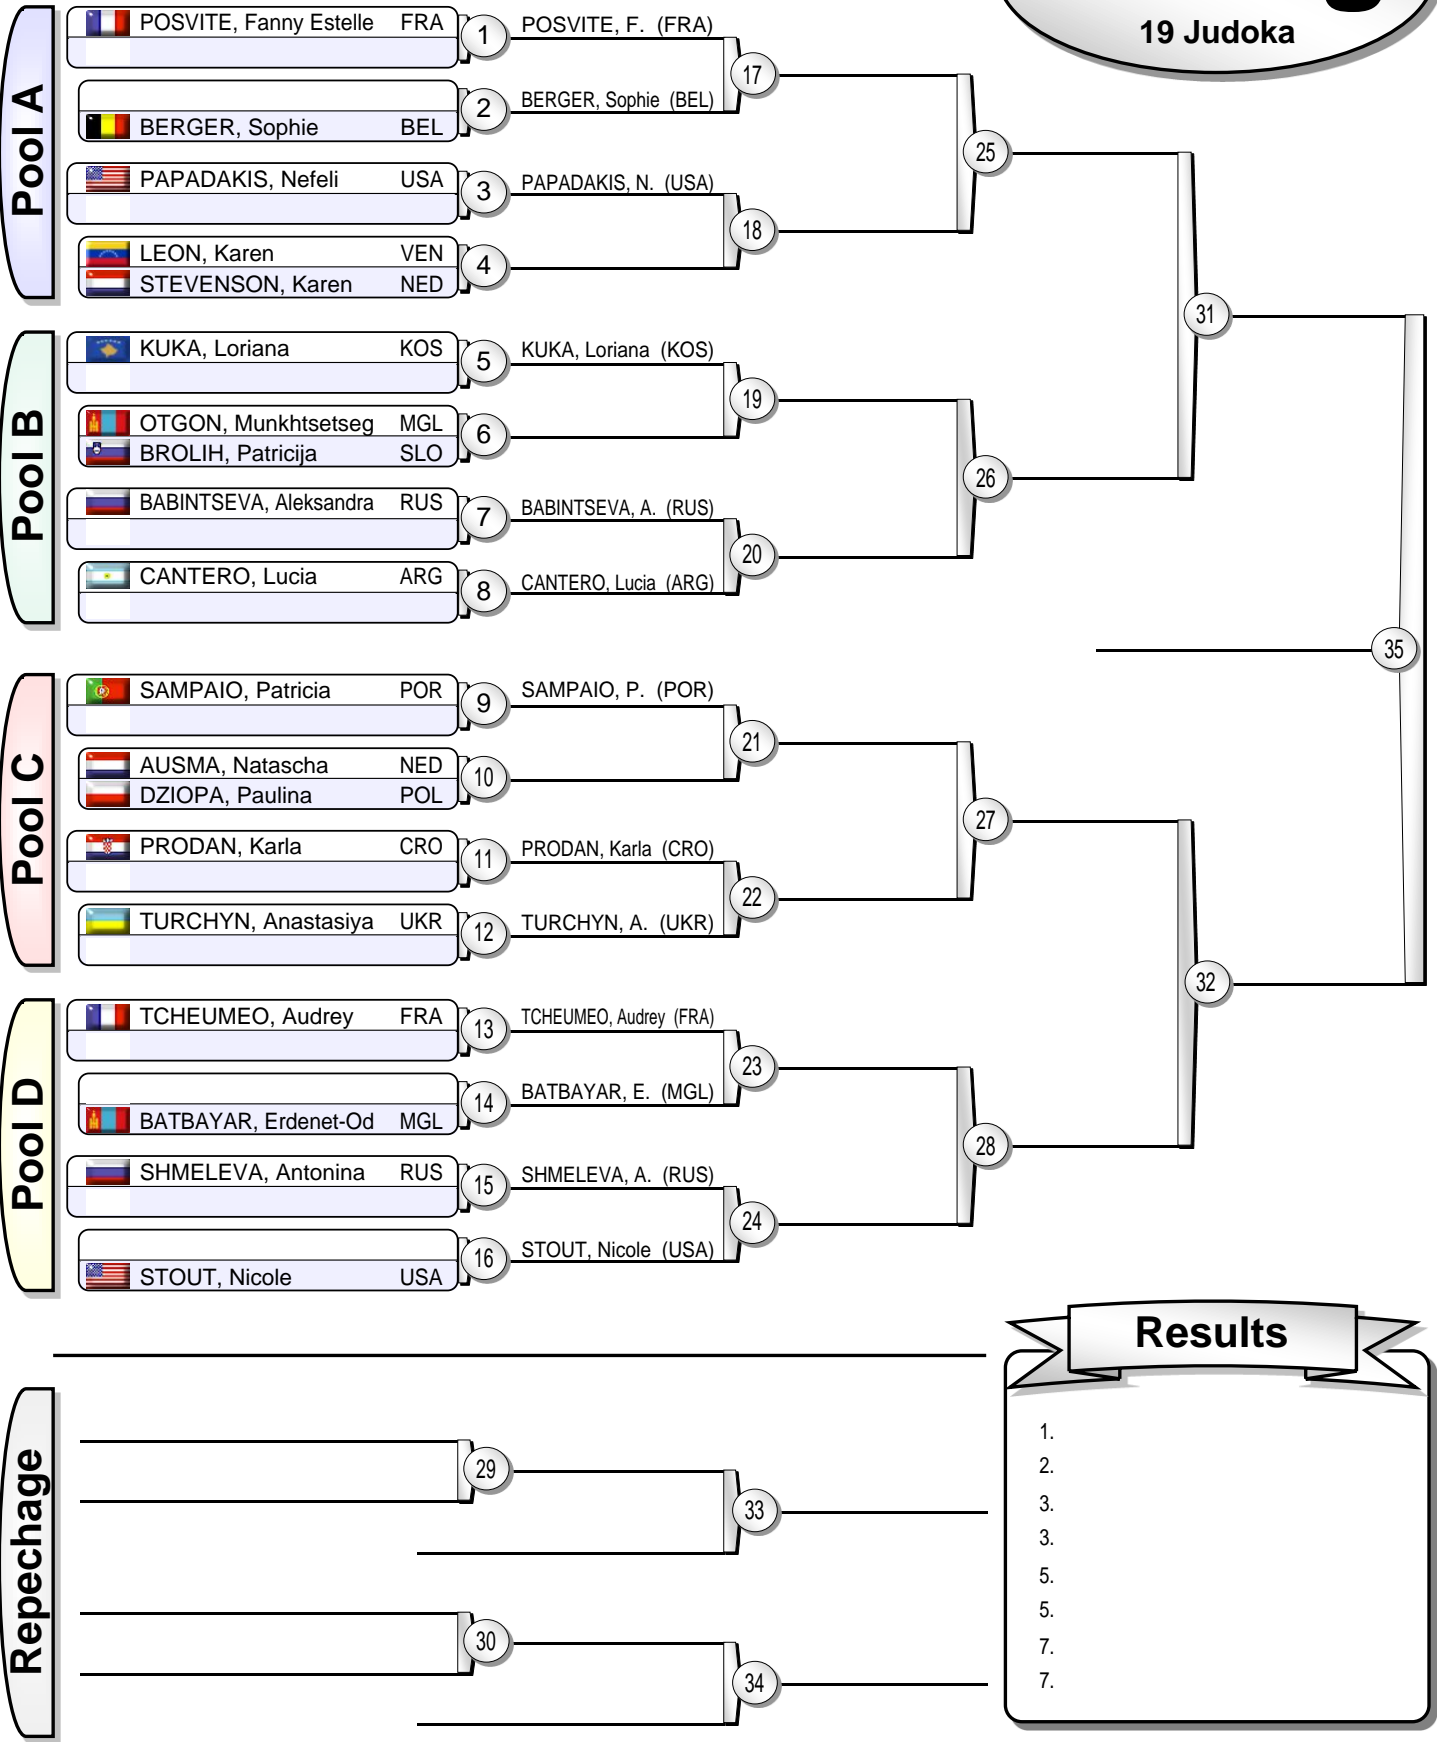 19 Judoka
Pool A
POSVITE, Fanny Estelle FRA 1 POSVITE, F. (FRA)
17
2 BERGER, Sophie (BEL)
BERGER, Sophie BEL
25
PAPADAKIS, Nefeli USA 3 PAPADAKIS, N. (USA)
18
LEON, Karen VEN
4
STEVENSON, Karen NED
31
Pool B
KUKA, Loriana KOS 5 KUKA, Loriana (KOS)
19
OTGON, Munkhtsetseg MGL
6
BROLIH, Patricija SLO
26
BABINTSEVA, Aleksandra RUS 7 BABINTSEVA, A. (RUS)
20
CANTERO, Lucia ARG 8 CANTERO, Lucia (ARG)
35
Pool C
SAMPAIO, Patricia POR 9 SAMPAIO, P. (POR)
21
AUSMA, Natascha NED
10
DZIOPA, Paulina POL
27
PRODAN, Karla CRO 11 PRODAN, Karla (CRO)
22
TURCHYN, Anastasiya UKR 12 TURCHYN, A. (UKR)
32
Pool D
TCHEUMEO, Audrey FRA 13 TCHEUMEO, Audrey (FRA)
23
14 BATBAYAR, E. (MGL)
BATBAYAR, Erdenet-Od MGL
28
SHMELEVA, Antonina RUS 15 SHMELEVA, A. (RUS)
24
16 STOUT, Nicole (USA)
STOUT, Nicole USA
Repechage
29
33
30
34
Results
1.
2.
3.
3.
5.
5.
7.
7.